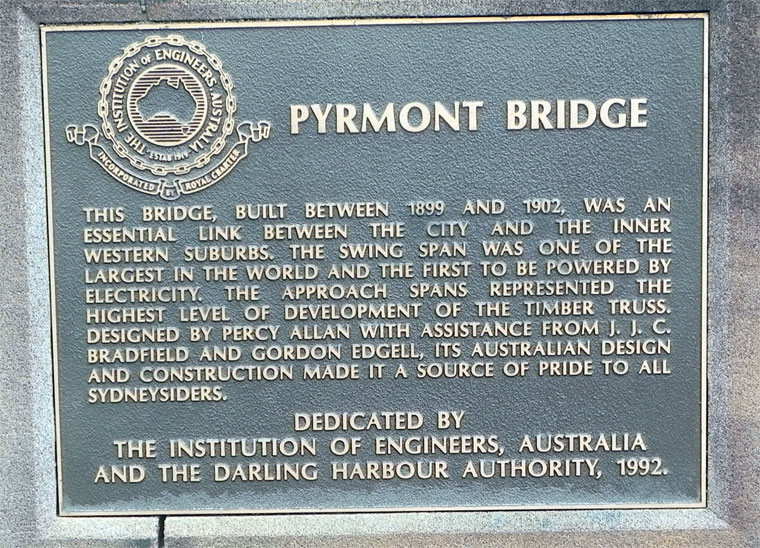 THE INSTITUTION OF ENGINEERS, AUSTRALIA
ESTAB 1919
INCORPORATED BY ROYAL CHARTER
PYRMONT BRIDGE
THIS BRIDGE, BUILT BETWEEN 1899 AND 1902, WAS AN
ESSENTIAL LINK BETWEEN THE CITY AND THE INNER
WESTERN SUBURBS. THE SWING SPAN WAS ONE OF THE
LARGEST IN THE WORLD AND THE FIRST TO BE POWERED BY
ELECTRICITY. THE APPROACH SPANS REPRESENTED THE
HIGHEST LEVEL OF DEVELOPMENT OF THE TIMBER TRUSS.
DESIGNED BY PERCY ALLAN WITH ASSISTANCE FROM J. J. C.
BRADFIELD AND GORDON EDGELL, ITS AUSTRALIAN DESIGN
AND CONSTRUCTION MADE IT A SOURCE OF PRIDE TO ALL
SYDNEYSIDERS.
DEDICATED BY
THE INSTITUTION OF ENGINEERS, AUSTRALIA
AND THE DARLING HARBOUR AUTHORITY, 1992.